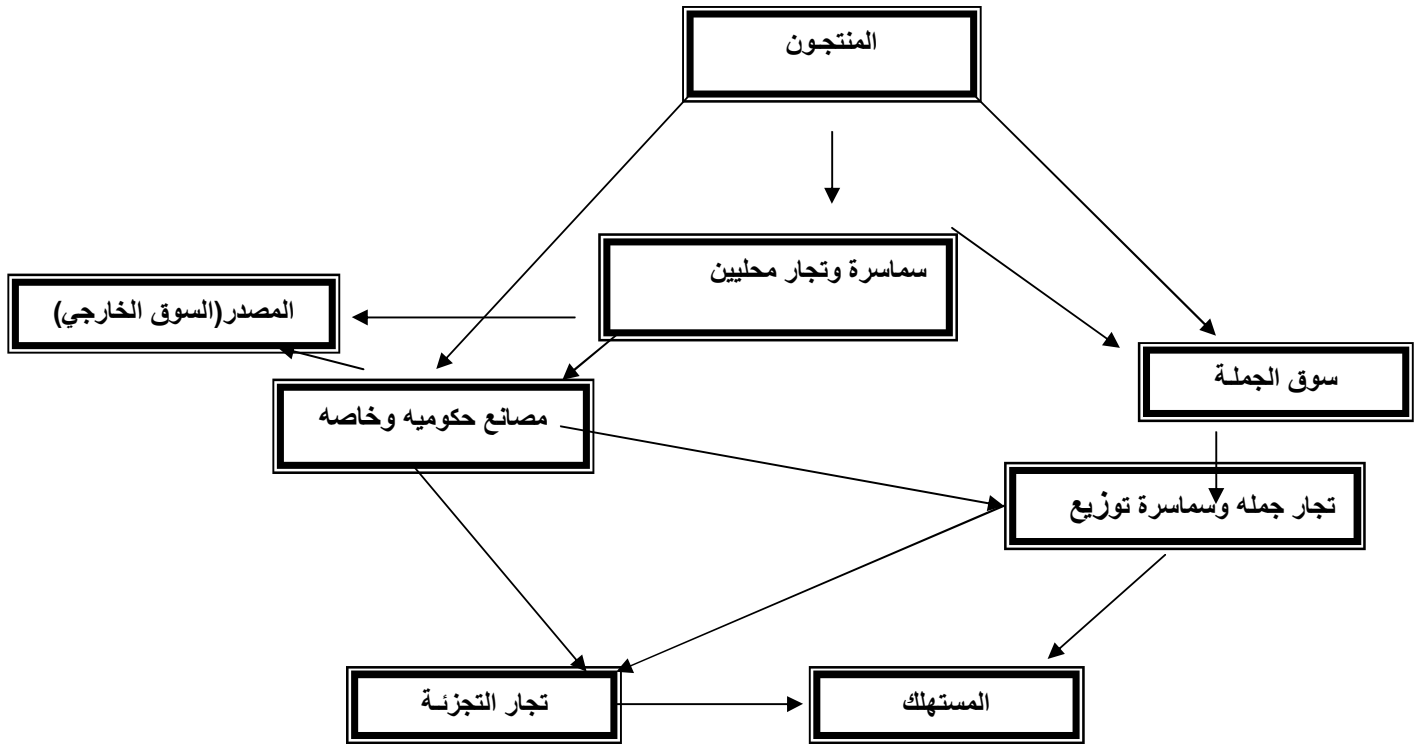 المنتجـون
سماسرة وتجار محليين
المصدر(السوق الخارجي)
سوق الجملـة
مصانع حكوميه وخاصه
تجار جمله وسماسرة توزيع
تجار التجزئـة
المستهلك